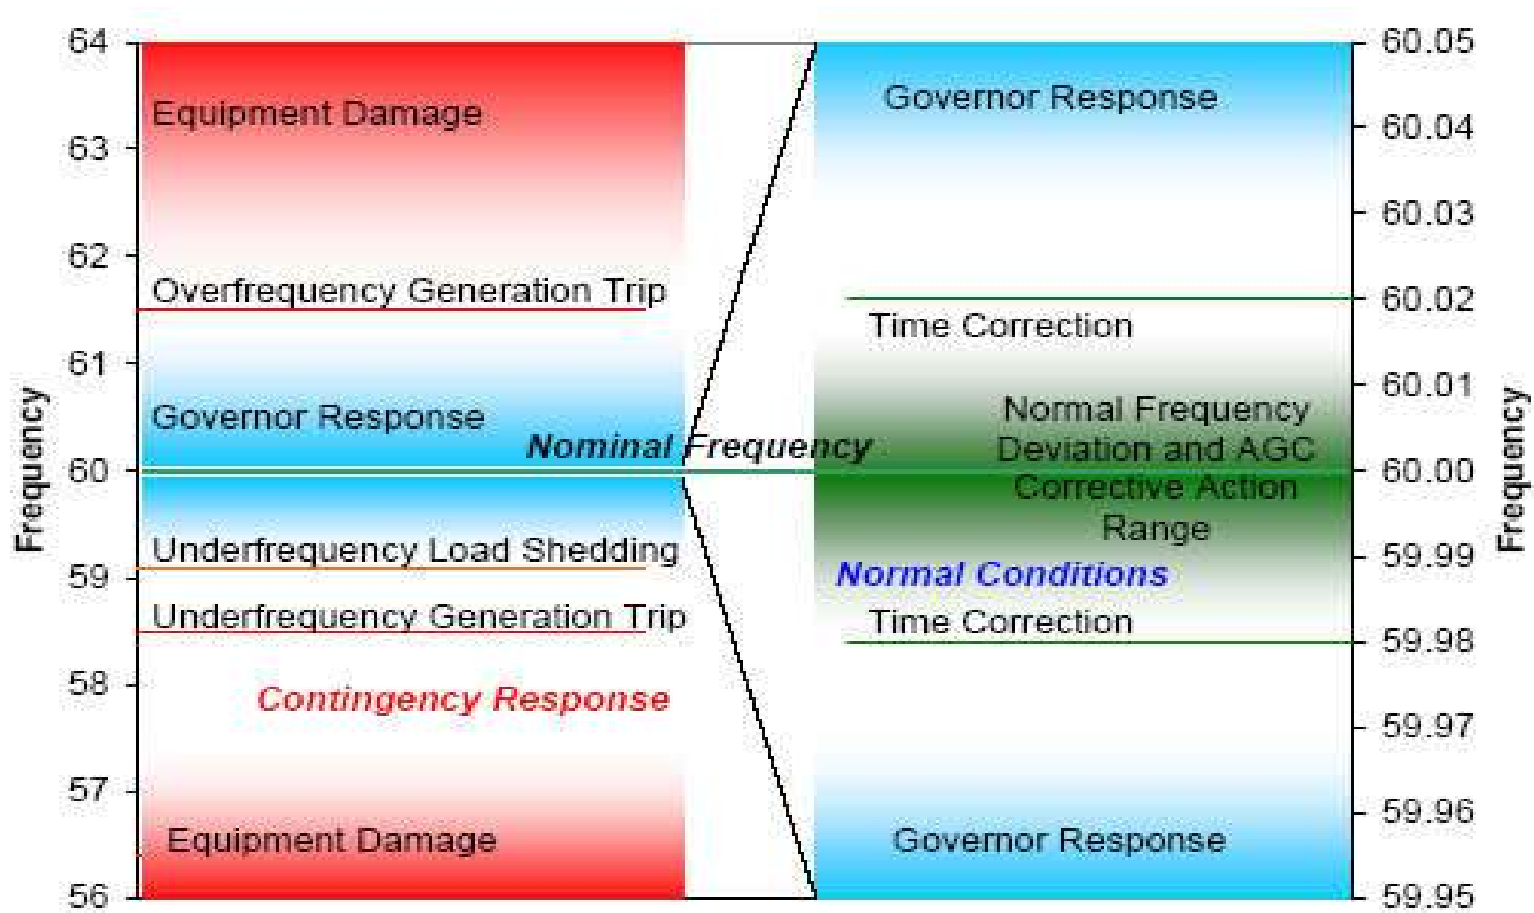 64
63
62
61
60
59
58
57
56
Frequency
Equipment Damage
Overfrequency Generation Trip
Governor Response
Nominal Frequency
Underfrequency Load Shedding
Underfrequency Generation Trip
Contingency Response
Equipment Damage
Governor Response
Time Correction
Normal Frequency
Deviation and AGC
Corrective Action
Range
Normal Conditions
Time Correction
Governor Response
60.05
60.04
60.03
60.02
60.01
60.00
59.99
59.98
59.97
59.96
59.95
Frequency